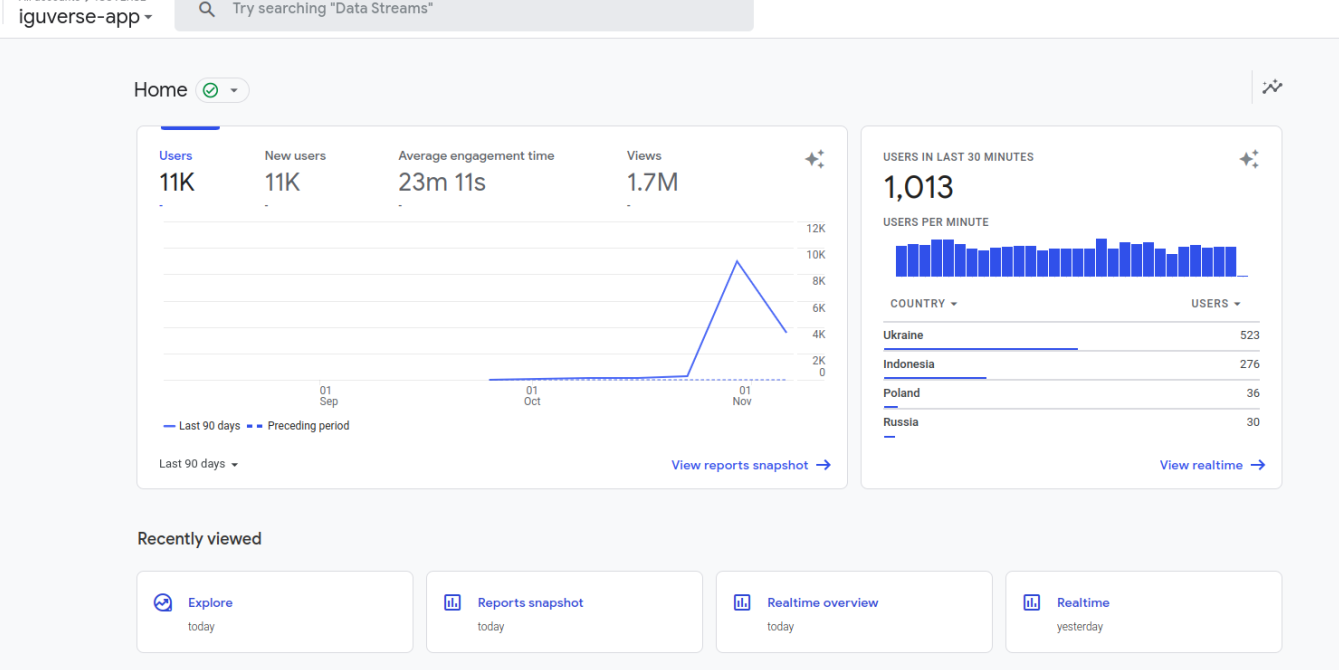 iguverse-app
Try searching "Data Streams"
Home
Users
New users
Average engagement time
Views
11K
11K
23m 11s
1.7M
-
-
-
-
12K
10K
8K
6K
4K
2K
0
01
Sep
01
Oct
01
Nov
Last 90 days
Preceding period
Last 90 days
View reports snapshot
USERS IN LAST 30 MINUTES
1,013
USERS PER MINUTE
COUNTRY
USERS
Ukraine 523
Indonesia 276
Poland 36
Russia 30
View realtime
Recently viewed
Explore
today
Reports snapshot
today
Realtime overview
today
Realtime
yesterday